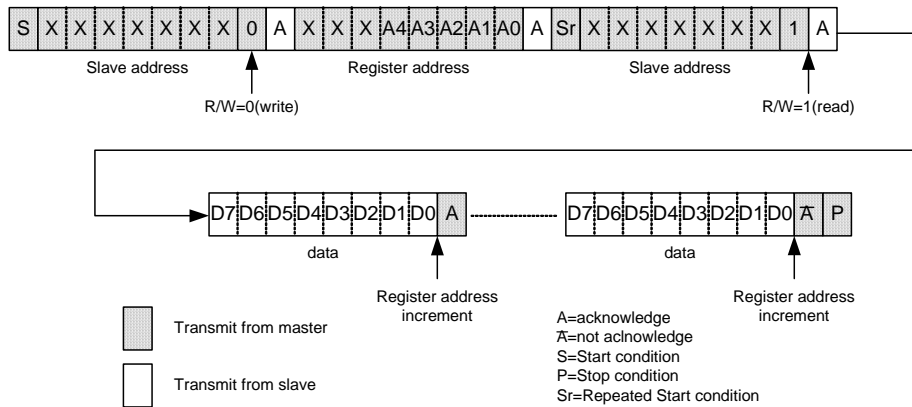 S X X X X X X X 0 A X X X A4 A3 A2 A1 A0 A Sr X X X X X X X 1 A
Slave address Register address Slave address
R/W=0(write) R/W=1(read)
D7 D6 D5 D4 D3 D2 D1 D0 A D7 D6 D5 D4 D3 D2 D1 D0 A̅ P
data data
Register address increment
Register address increment
Transmit from master
Transmit from slave
A=acknowledge
A̅=not aclnowledge
S=Start condition
P=Stop condition
Sr=Repeated Start condition